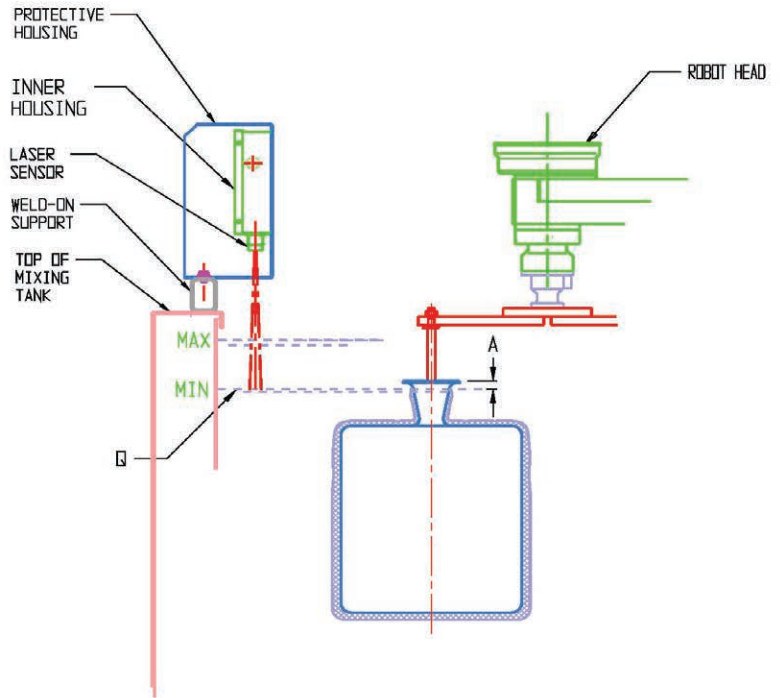 PROTECTIVE
HOUSING
INNER
HOUSING
LASER
SENSOR
WELD-ON
SUPPORT
TOP OF
MIXING
TANK
MAX
MIN
Q
A
ROBOT HEAD